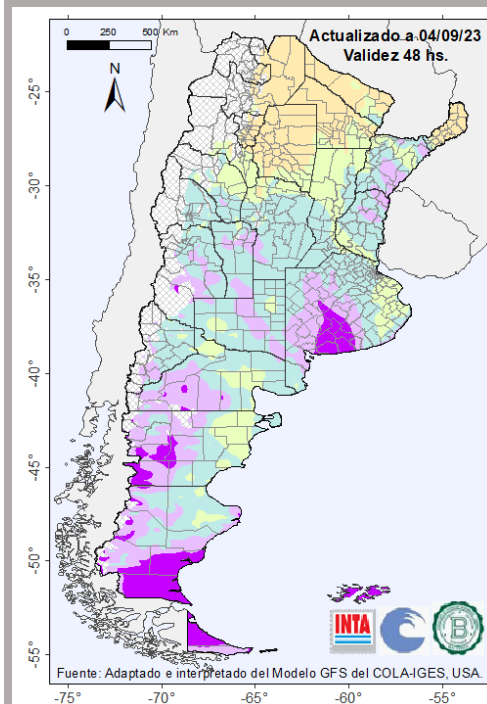 0 250 500 Km
Actualizado a 04/09/23
Validez 48 hs.
N
-25°
-30°
-35°
-40°
-45°
-50°
-55°
INTA
B
Fuente: Adaptado e interpretado del Modelo GFS del COLA-IGES, USA.
-75 -70 -65 -60 -55